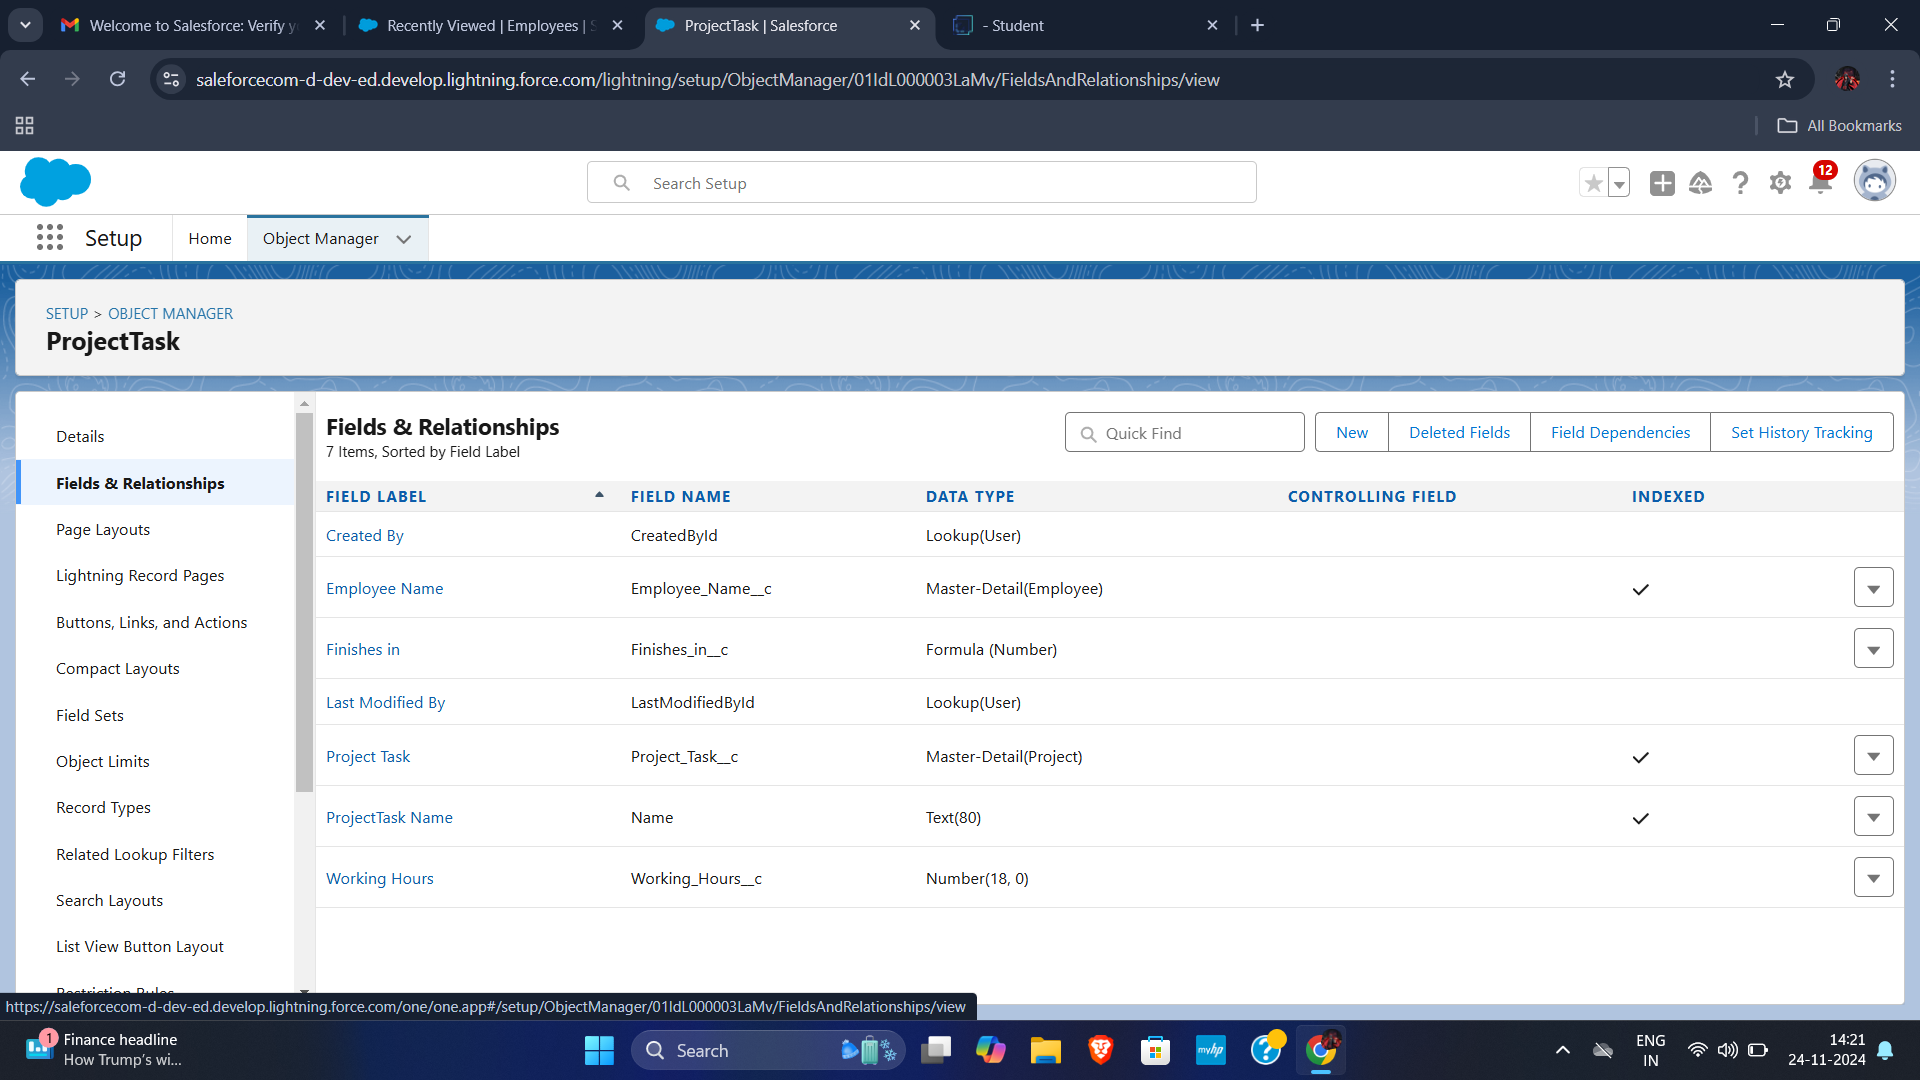 Welcome to Salesforce: Verify y
Recently Viewed | Employees | S
ProjectTask | Salesforce
- Student
saleforcecom-d-dev-ed.develop.lightning.force.com/lightning/setup/ObjectManager/01IdL000003LaMv/FieldsAndRelationships/view
All Bookmarks
Search Setup
12
Setup
Home
Object Manager
SETUP > OBJECT MANAGER
ProjectTask
Details
Fields & Relationships
Page Layouts
Lightning Record Pages
Buttons, Links, and Actions
Compact Layouts
Field Sets
Object Limits
Record Types
Related Lookup Filters
Search Layouts
List View Button Layout
Restriction Rules
Fields & Relationships
7 Items, Sorted by Field Label
Quick Find
New
Deleted Fields
Field Dependencies
Set History Tracking
FIELD LABEL FIELD NAME DATA TYPE CONTROLLING FIELD INDEXED
Created By CreatedById Lookup(User)
Employee Name Employee_Name__c Master-Detail(Employee)
Finishes in Finishes_in__c Formula (Number)
Last Modified By LastModifiedById Lookup(User)
Project Task Project_Task__c Master-Detail(Project)
ProjectTask Name Name Text(80)
Working Hours Working_Hours__c Number(18, 0)
https://saleforcecom-d-dev-ed.develop.lightning.force.com/one/one.app#/setup/ObjectManager/01IdL000003LaMv/FieldsAndRelationships/view
1
Finance headline
How Trump's wi...
Search
myhp
ENG
IN
14:21
24-11-2024